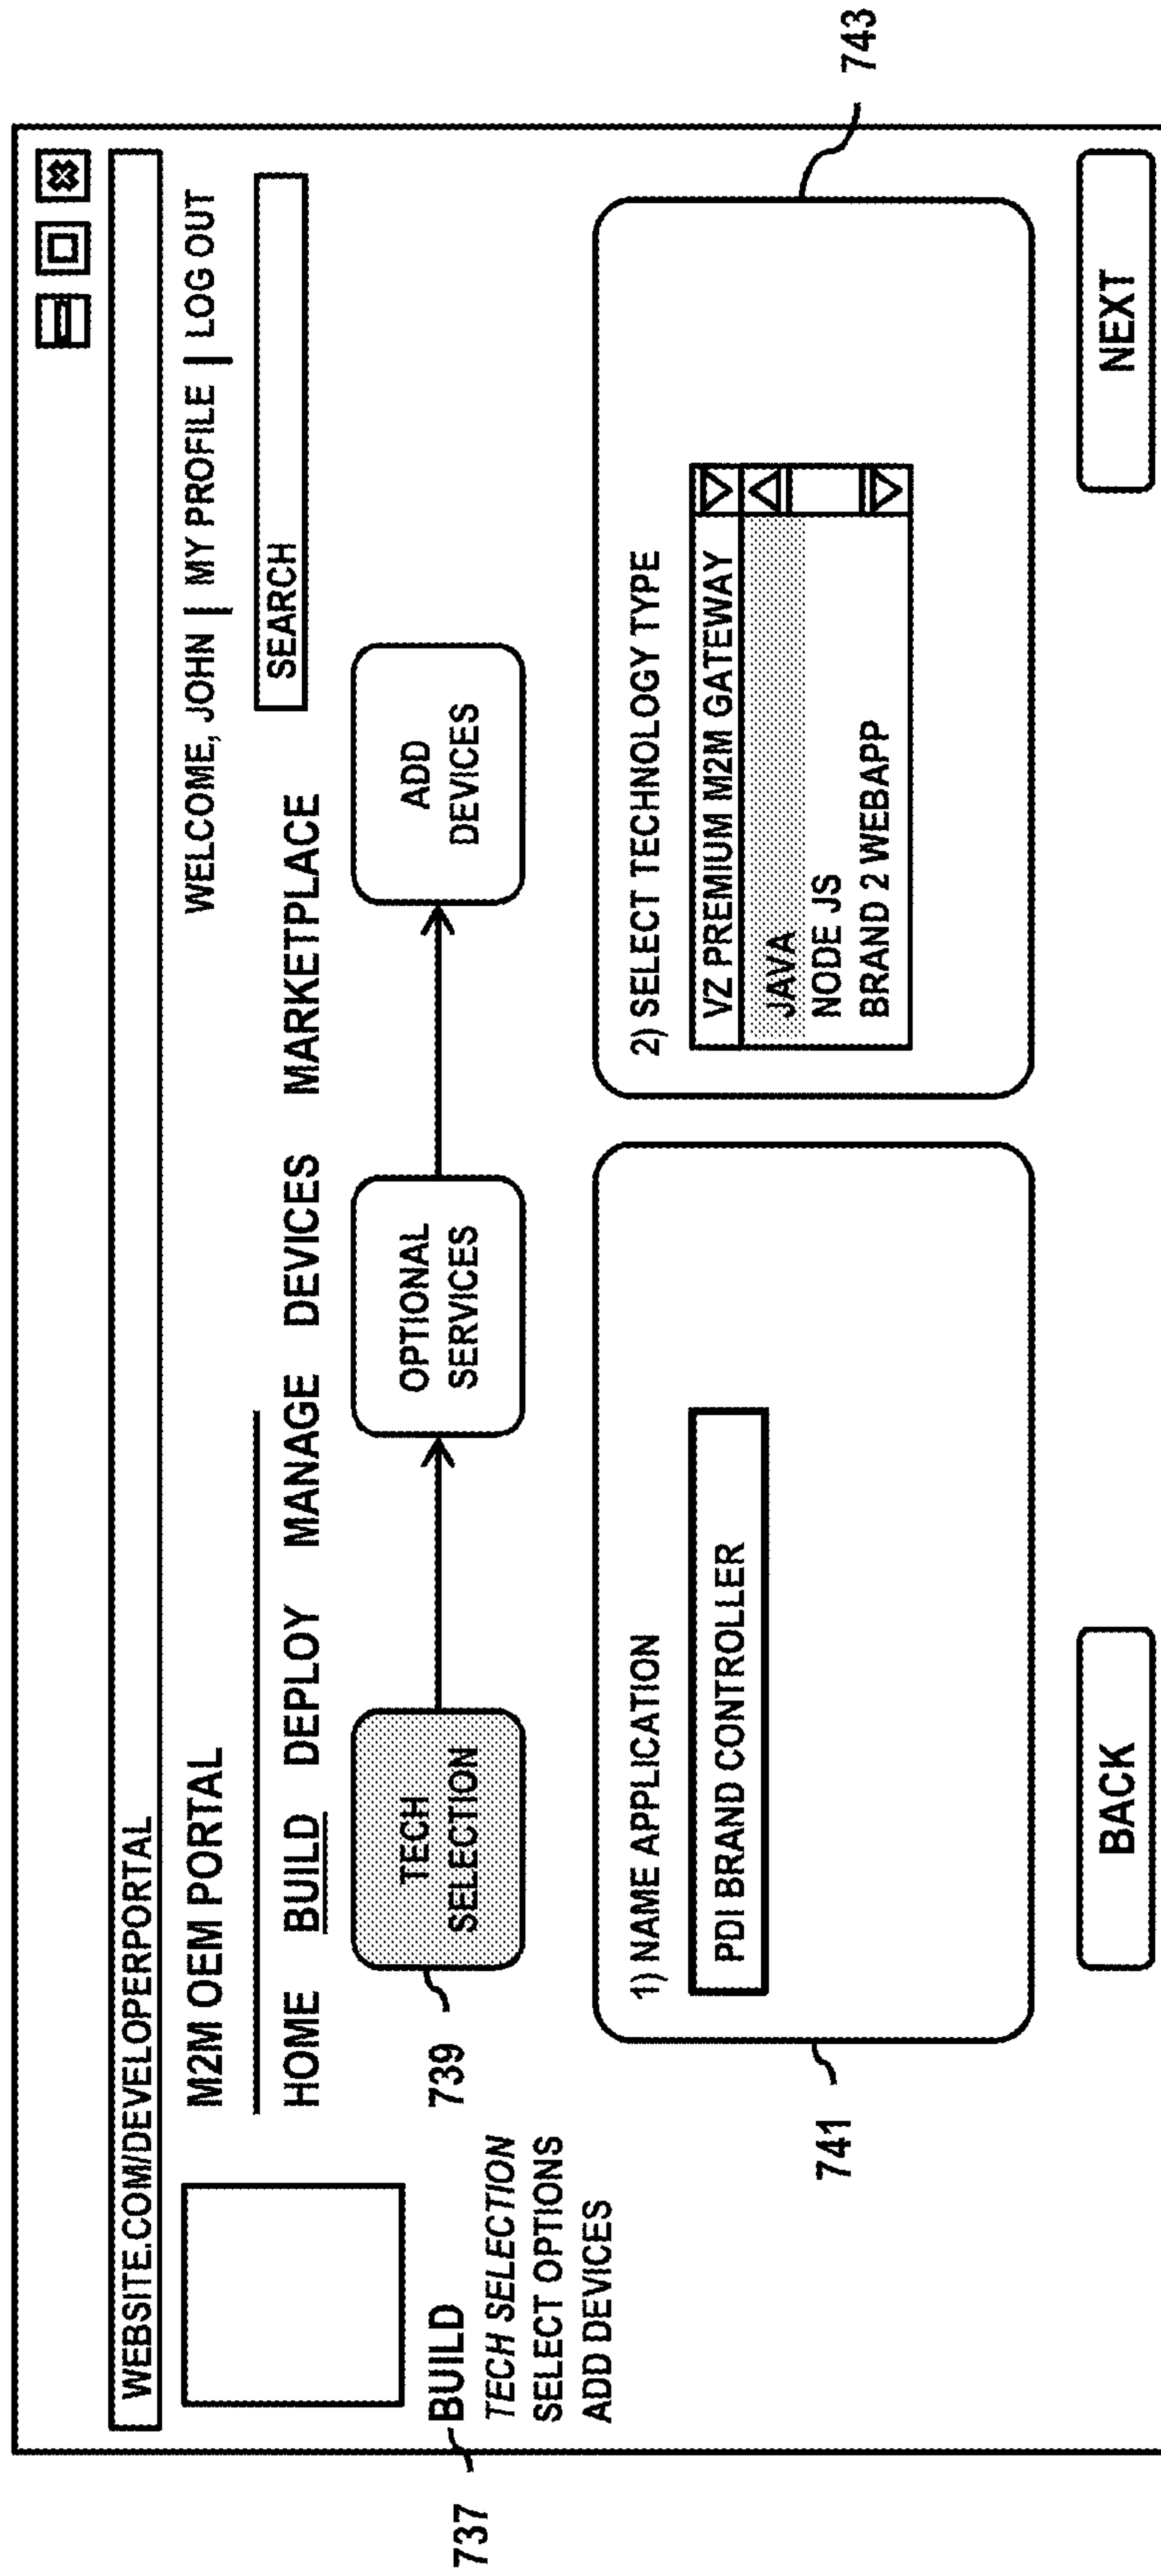 WEBSITE.COM/DEVELOPERPORTAL
M2M OEM PORTAL
WELCOME, JOHN | MY PROFILE | LOG OUT
SEARCH
HOME BUILD DEPLOY MANAGE DEVICES MARKETPLACE
737
BUILD
TECH SELECTION
SELECT OPTIONS
ADD DEVICES
739
TECH
SELECTION
OPTIONAL
SERVICES
ADD
DEVICES
741
1) NAME APPLICATION
PDI BRAND CONTROLLER
743
2) SELECT TECHNOLOGY TYPE
VZ PREMIUM M2M GATEWAY
JAVA
NODE JS
BRAND 2 WEBAPP
BACK
NEXT